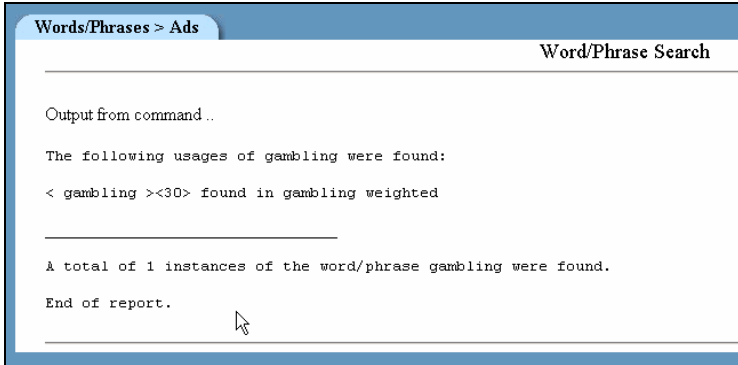 Words/Phrases > Ads
Word/Phrase Search
Output from command ..
The following usages of gambling were found:
< gambling ><30> found in gambling weighted
A total of 1 instances of the word/phrase gambling were found.
End of report.